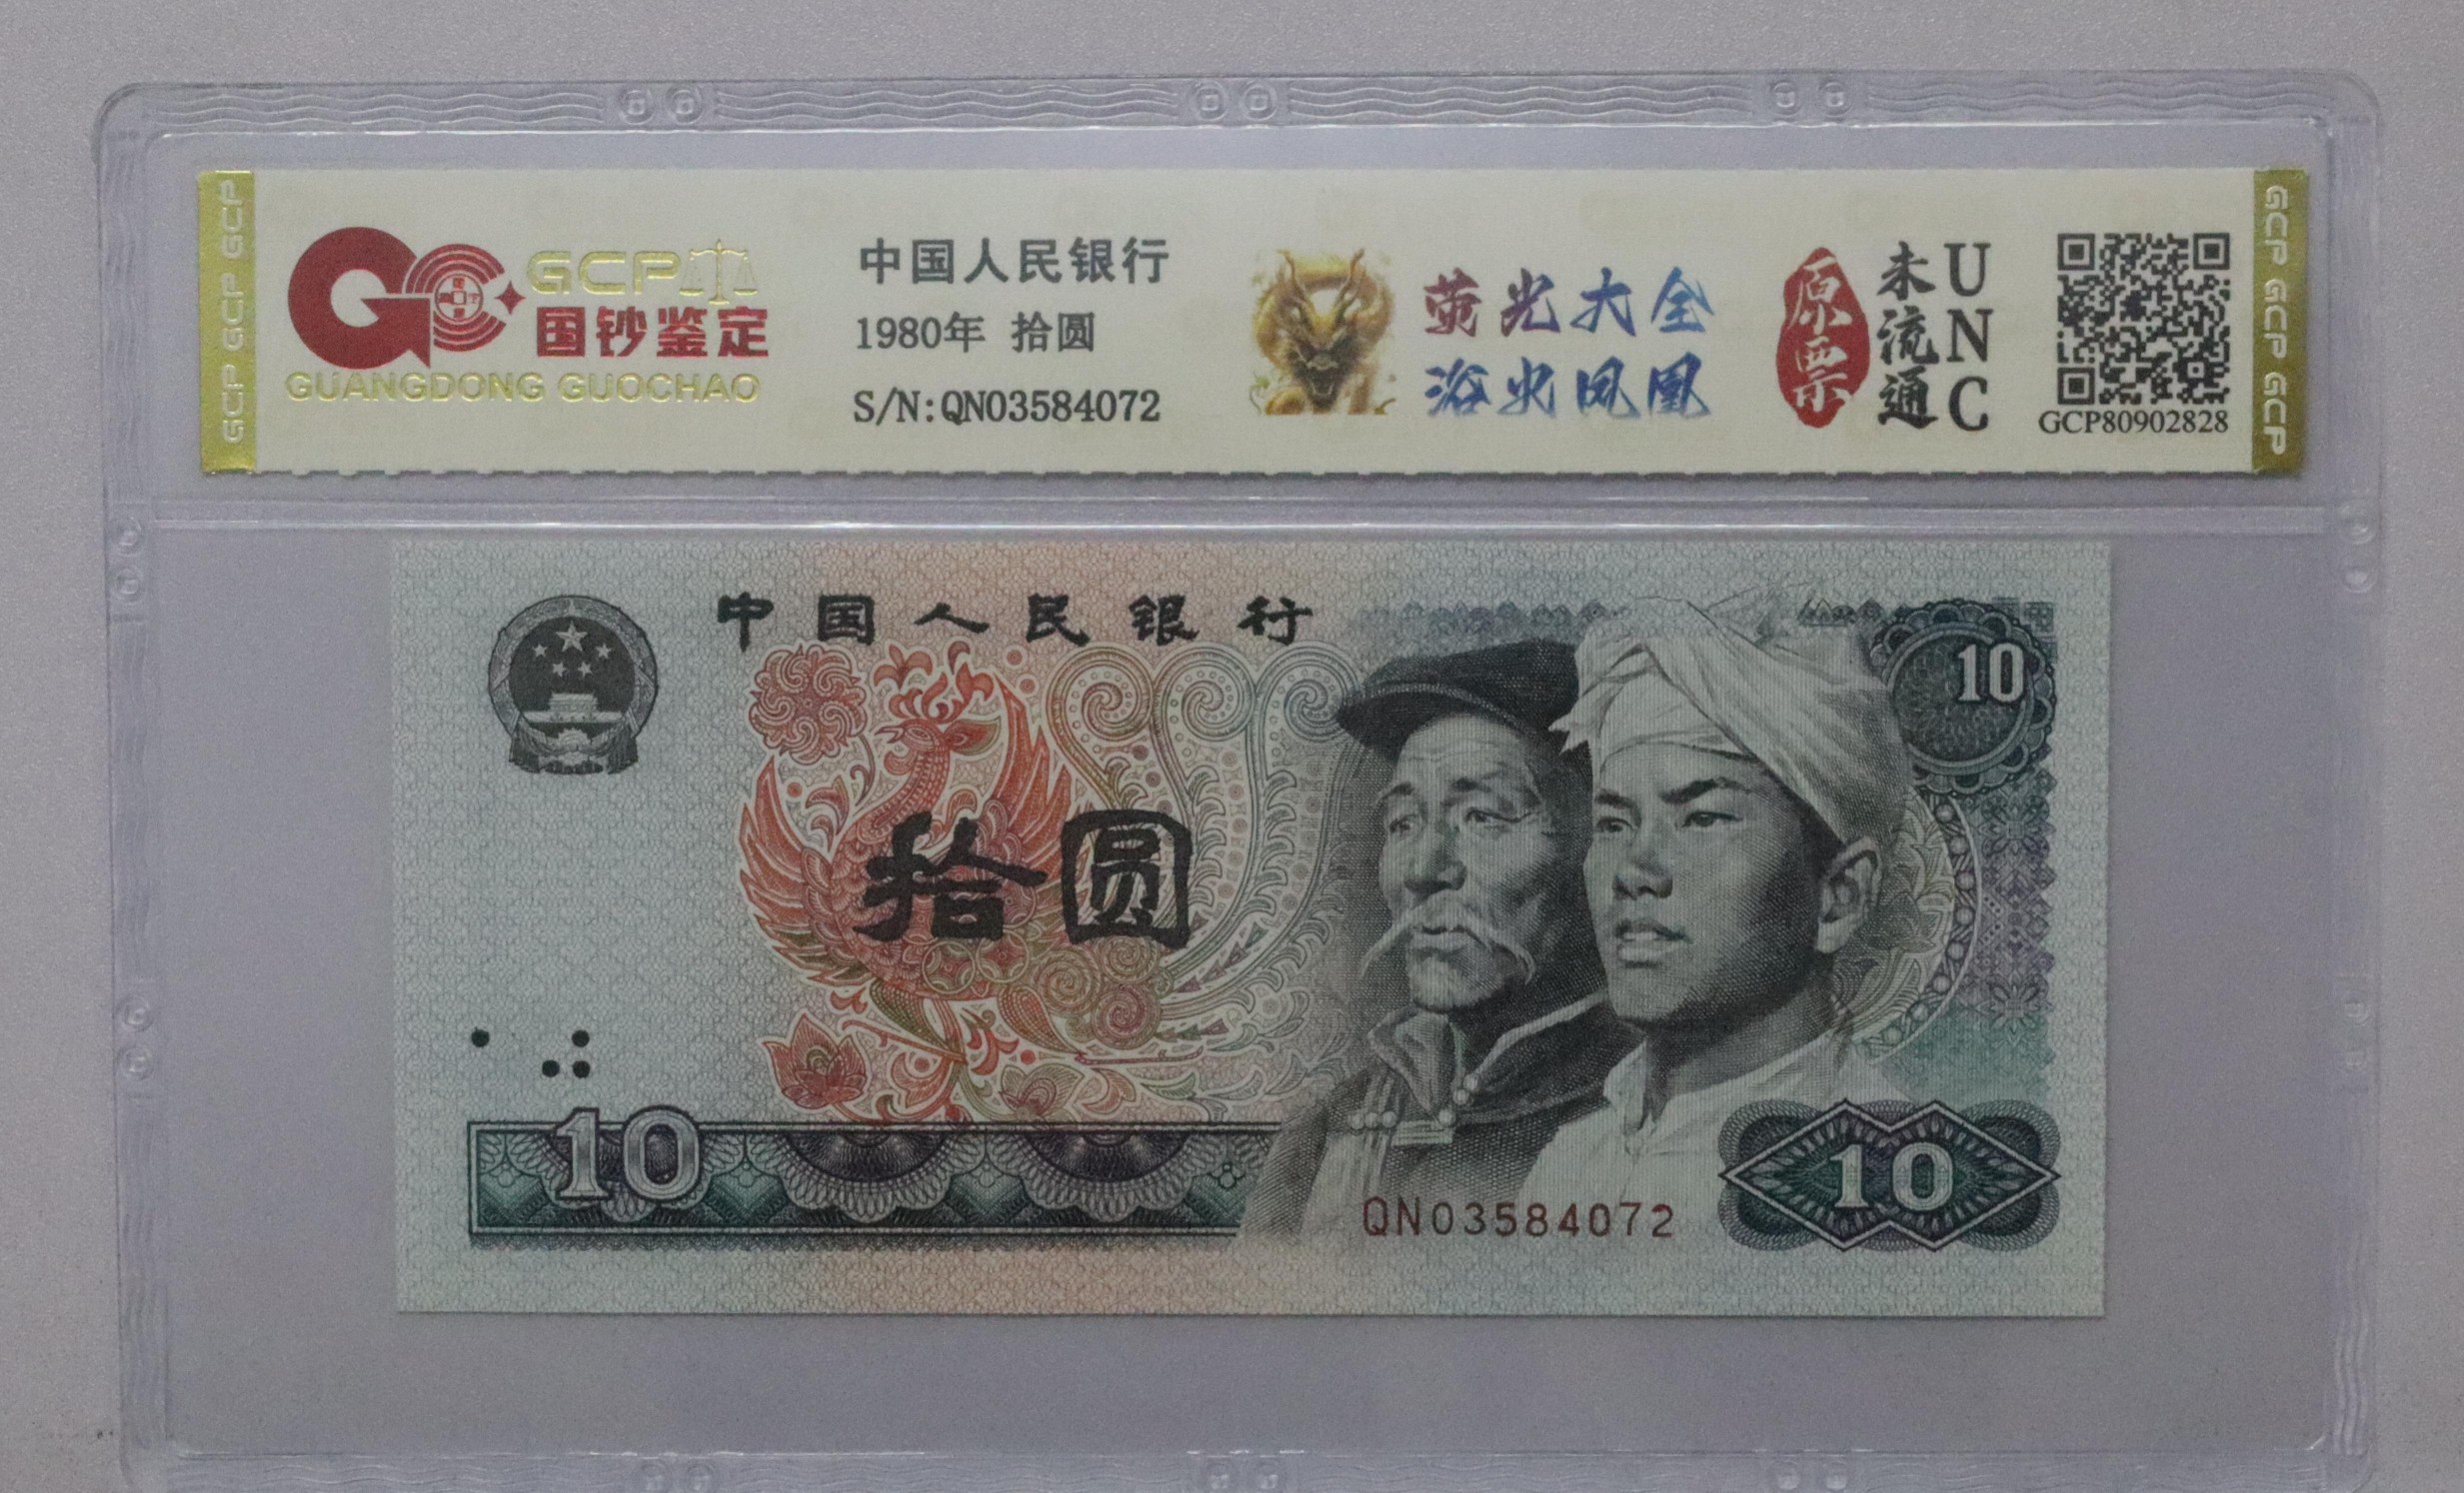 GCP GCP GCP
GCP
国钞鉴定
GUANGDONG GUOCHAO
中国人民银行
1980年 拾圆
S/N:QN03584072
荧光大全
浴火凤凰
原票
未流通
UNC
GCP80902828
GCP GCP GCP
中国人民银行
10
拾圆
10
QN03584072
10